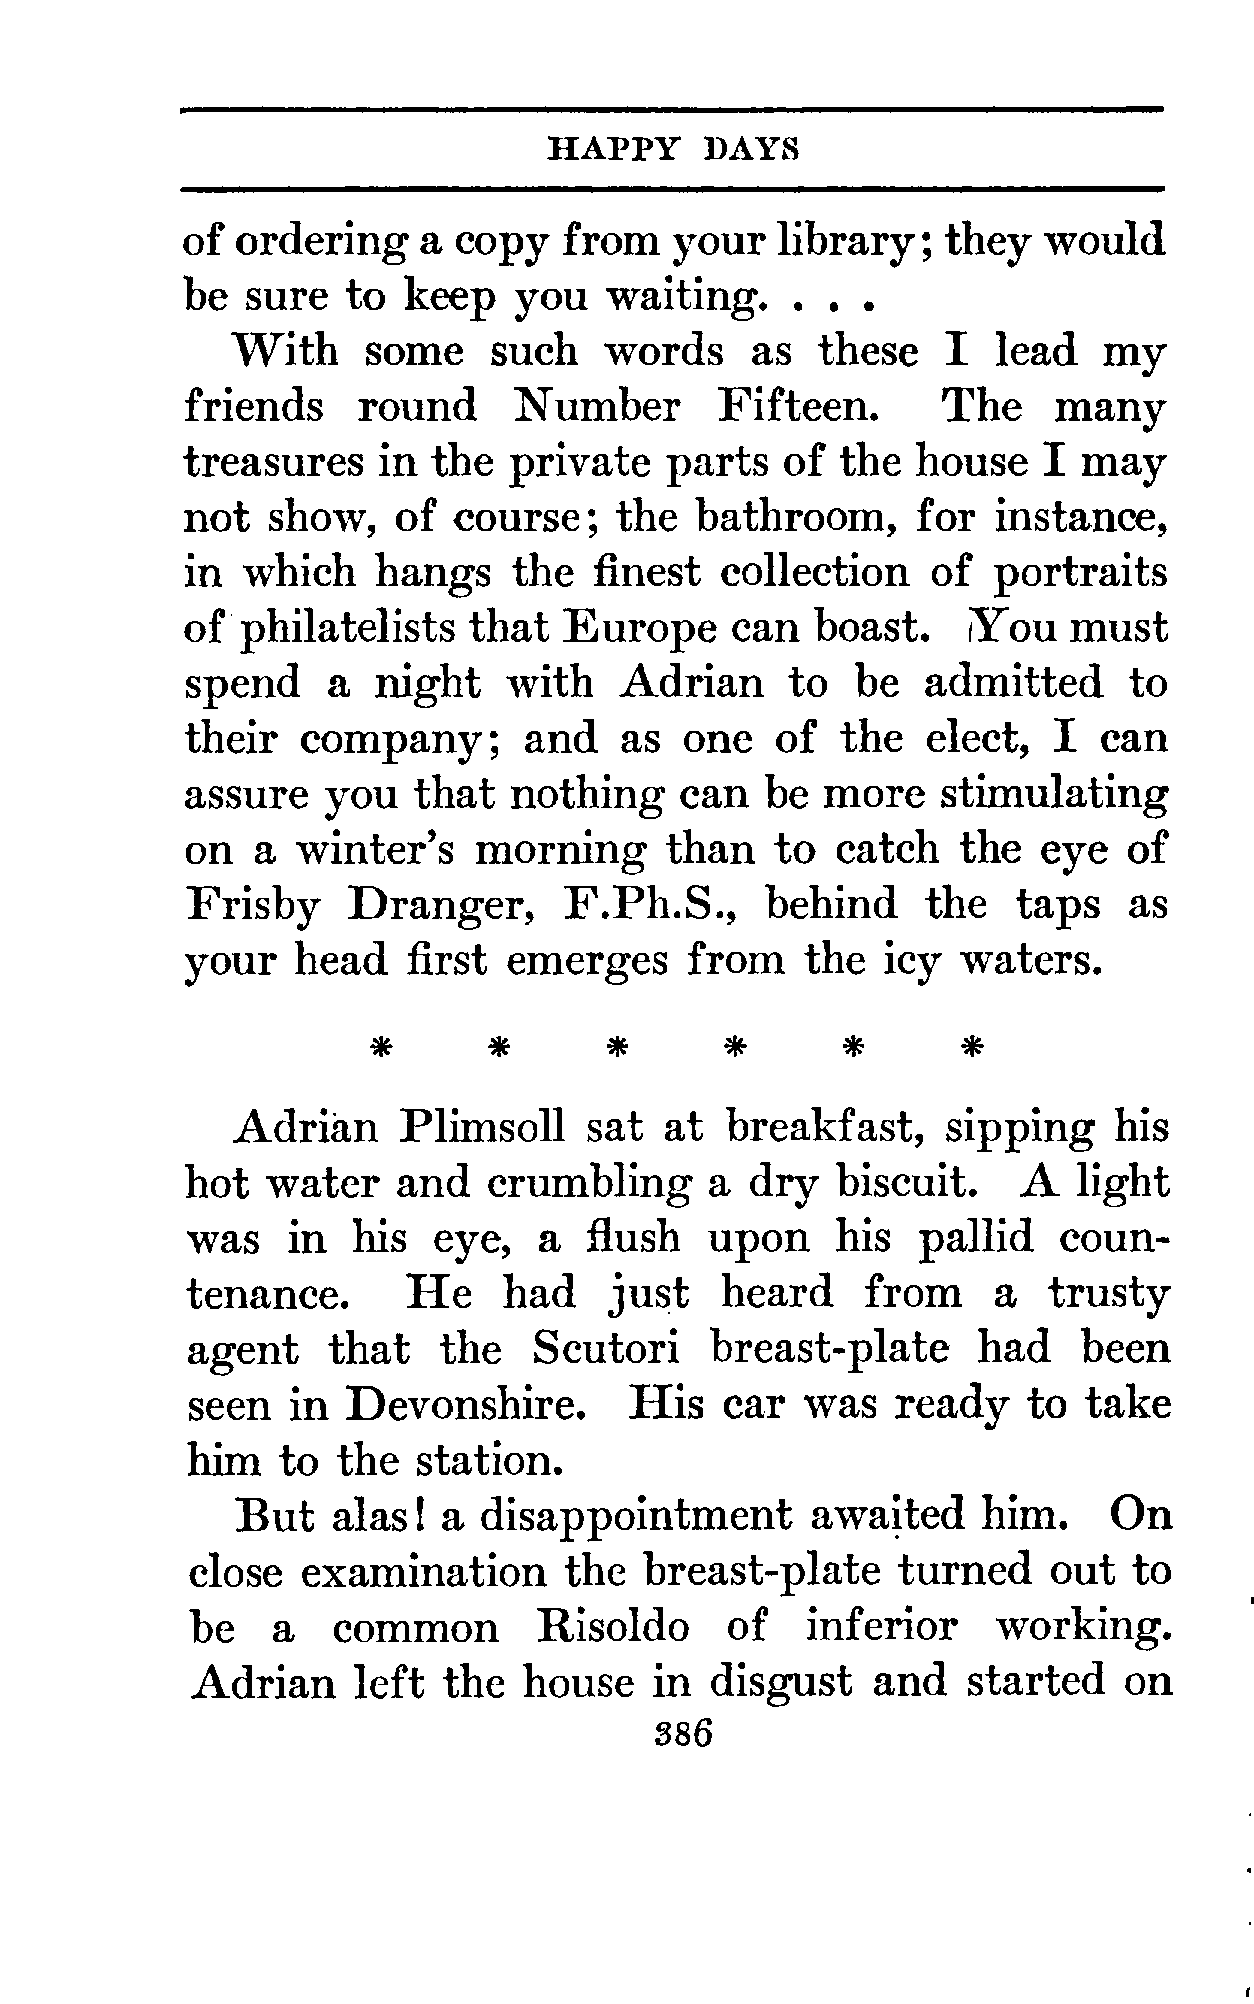 HAPPY DAYS
of ordering a copy from your library; they would
be sure to keep you waiting. . . .
With some such words as these I lead my
friends round Number Fifteen. The many
treasures in the private parts of the house I may
not show, of course; the bathroom, for instance,
in which hangs the finest collection of portraits
of philatelists that Europe can boast. You must
spend a night with Adrian to be admitted to
their company; and as one of the elect, I can
assure you that nothing can be more stimulating
on a winter's morning than to catch the eye of
Frisby Dranger, F.Ph.S., behind the taps as
your head first emerges from the icy waters.
* * * * * *
Adrian Plimsoll sat at breakfast, sipping his
hot water and crumbling a dry biscuit. A light
was in his eye, a flush upon his pallid coun-
tenance. He had just heard from a trusty
agent that the Scutori breast-plate had been
seen in Devonshire. His car was ready to take
him to the station.
But alas! a disappointment awaited him. On
close examination the breast-plate turned out to
be a common Risoldo of inferior working.
Adrian left the house in disgust and started on
386